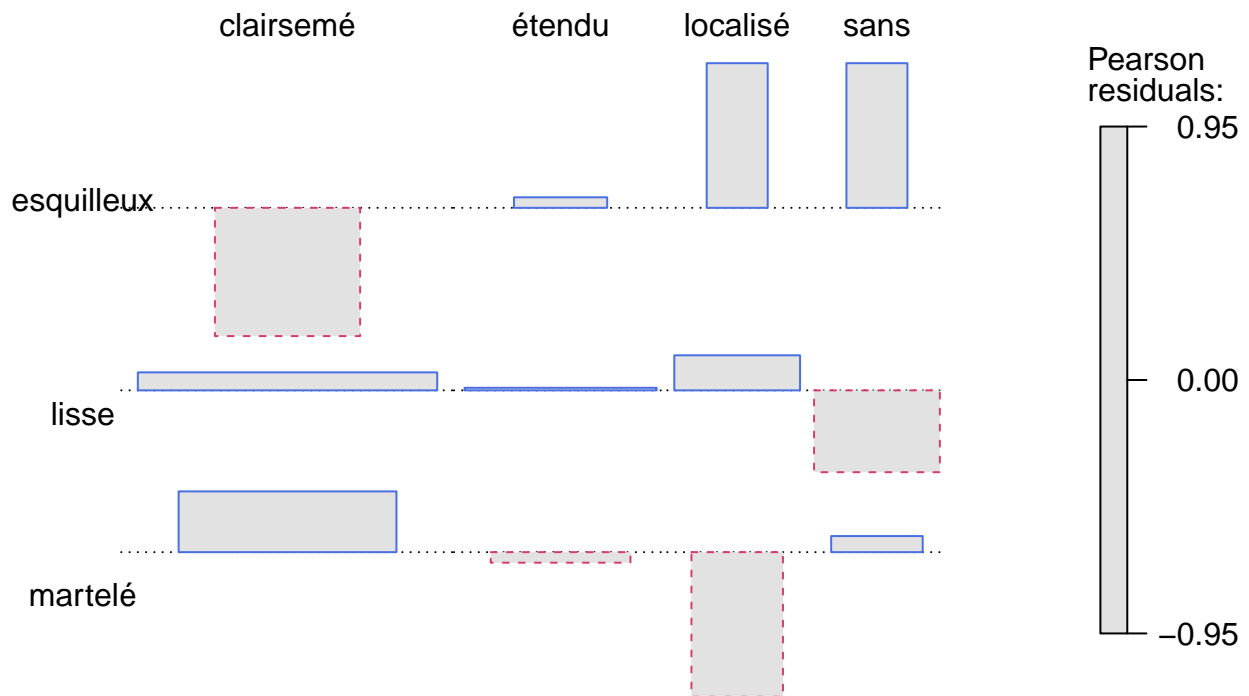 clairsemé étendu localisé sans
Pearson
residuals:
0.95
esquilleux
0.00
lisse
martelé
−0.95